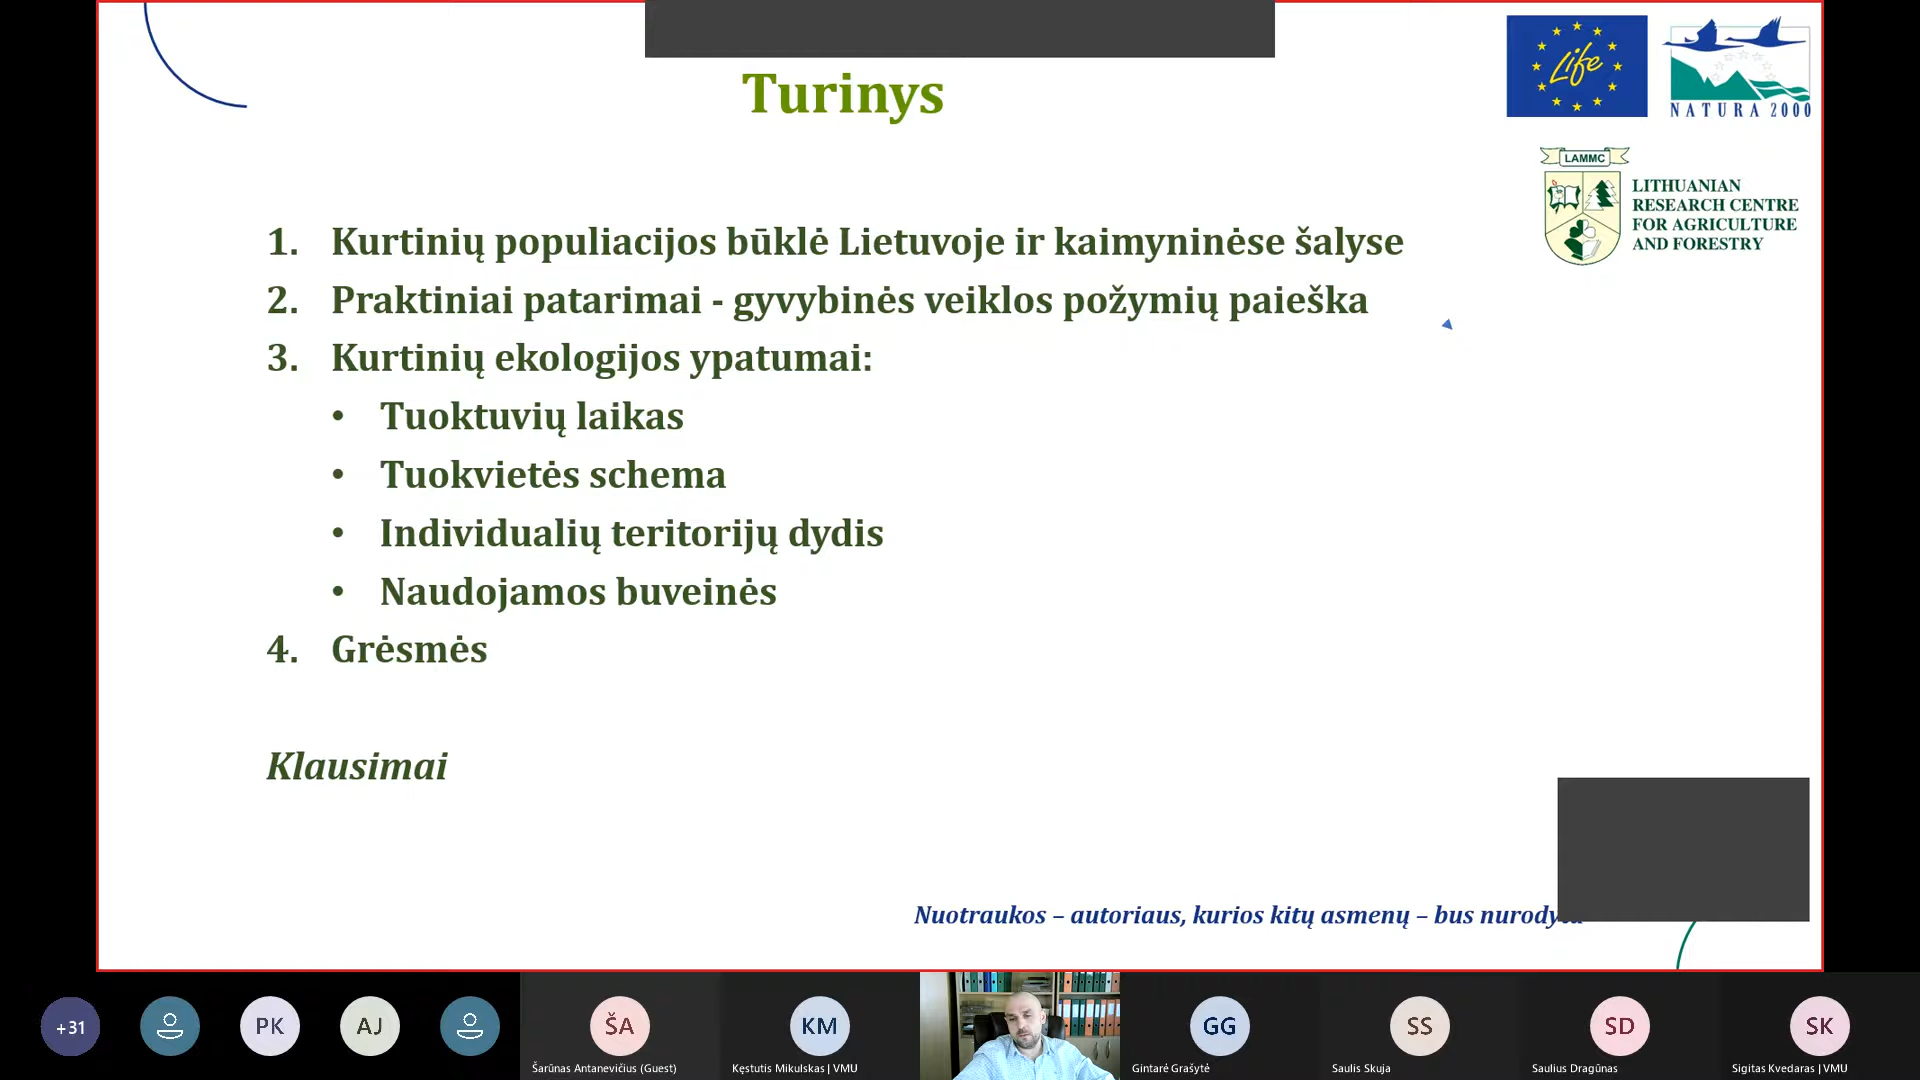 Turinys
Life
NATURA 2000
LAMMC
LITHUANIAN
RESEARCH CENTRE
FOR AGRICULTURE
AND FORESTRY
1. Kurtinių populiacijos būklė Lietuvoje ir kaimyninėse šalyse
2. Praktiniai patarimai - gyvybinės veiklos požymių paieška
3. Kurtinių ekologijos ypatumai:
• Tuoktuvių laikas
• Tuokvietės schema
• Individualių teritorijų dydis
• Naudojamos buveinės
4. Grėsmės
Klausimai
Nuotraukos – autoriaus, kurios kitų asmenų – bus
+31
PK
AJ
ŠA
KM
GG
SS
SD
SK
Šarūnas Antanevičius (Guest)
Kęstutis Mikulskas | VMU
Gintarė Grašytė
Saulis Skuja
Saulius Dragūnas
Sigitas Kvedaras | VMU